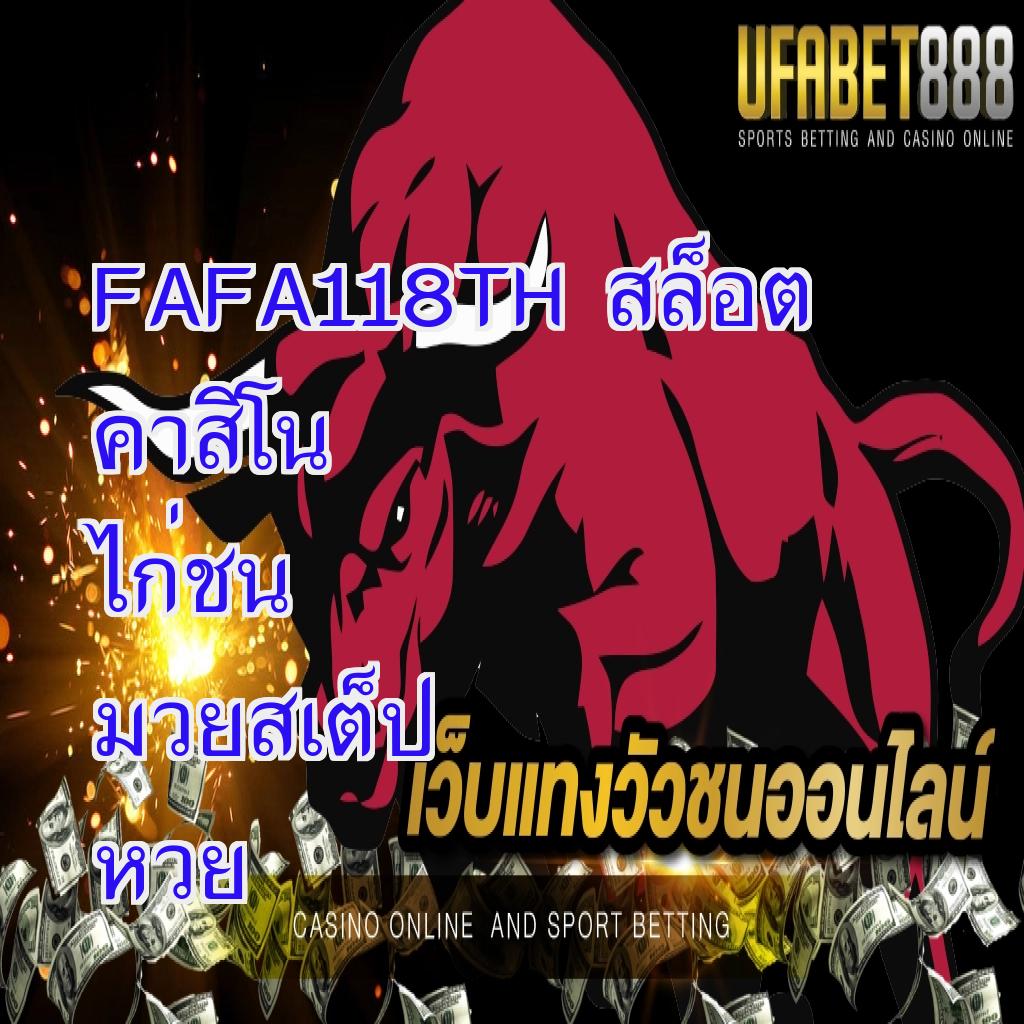 UFABET888
SPORTS BETTING AND CASINO ONLINE
FAFA118TH สล็อต
คาสิโน
ไก่ชน
มวยสเต็ป
เว็บแทงวัวชนออนไลน์
หวย
CASINO ONLINE AND SPORT BETTING